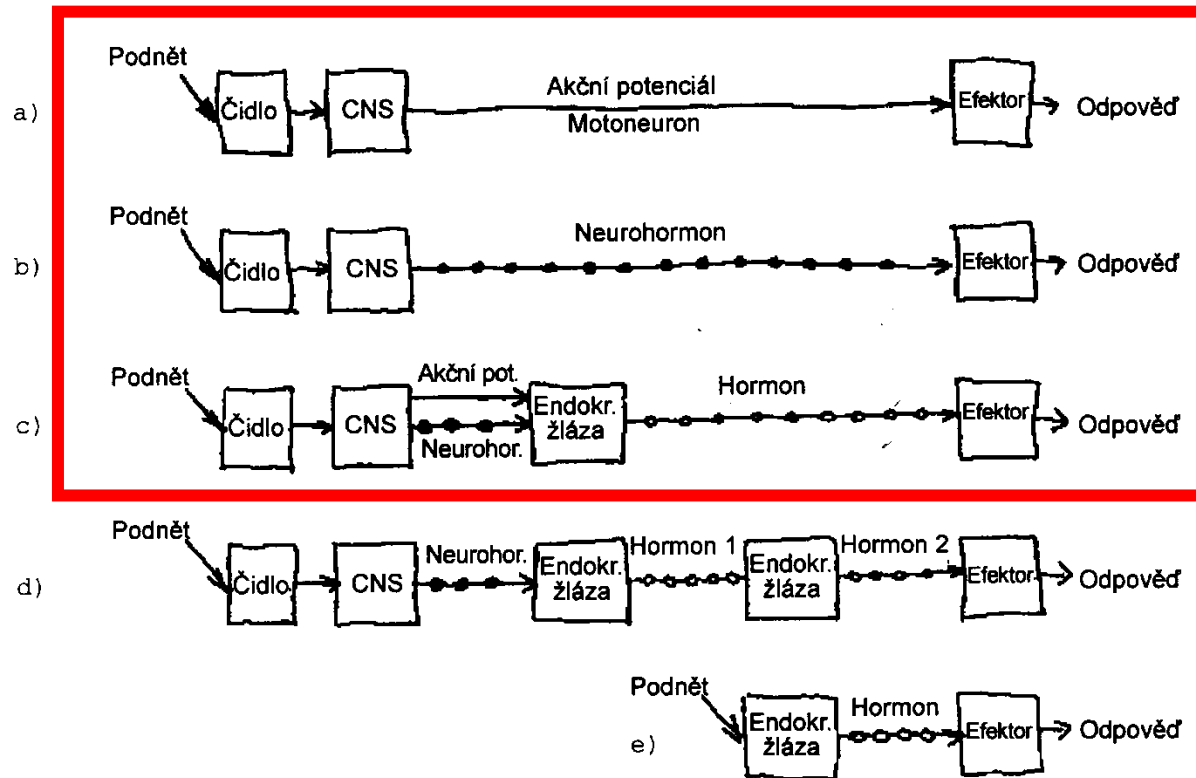 Podnět
a) Čidlo CNS Akční potenciál Efektor Odpověď
Motoneuron
Podnět
b) Čidlo CNS Neurohormon Efektor Odpověď
Podnět
c) Čidlo CNS Akční pot. Endokr. Hormon Efektor Odpověď
Neurohor. žláza
Podnět
d) Čidlo CNS Neurohor. Endokr. Hormon 1 Endokr. Hormon 2 Efektor Odpověď
žláza žláza
Podnět
e) Endokr. Hormon Efektor Odpověď
žláza